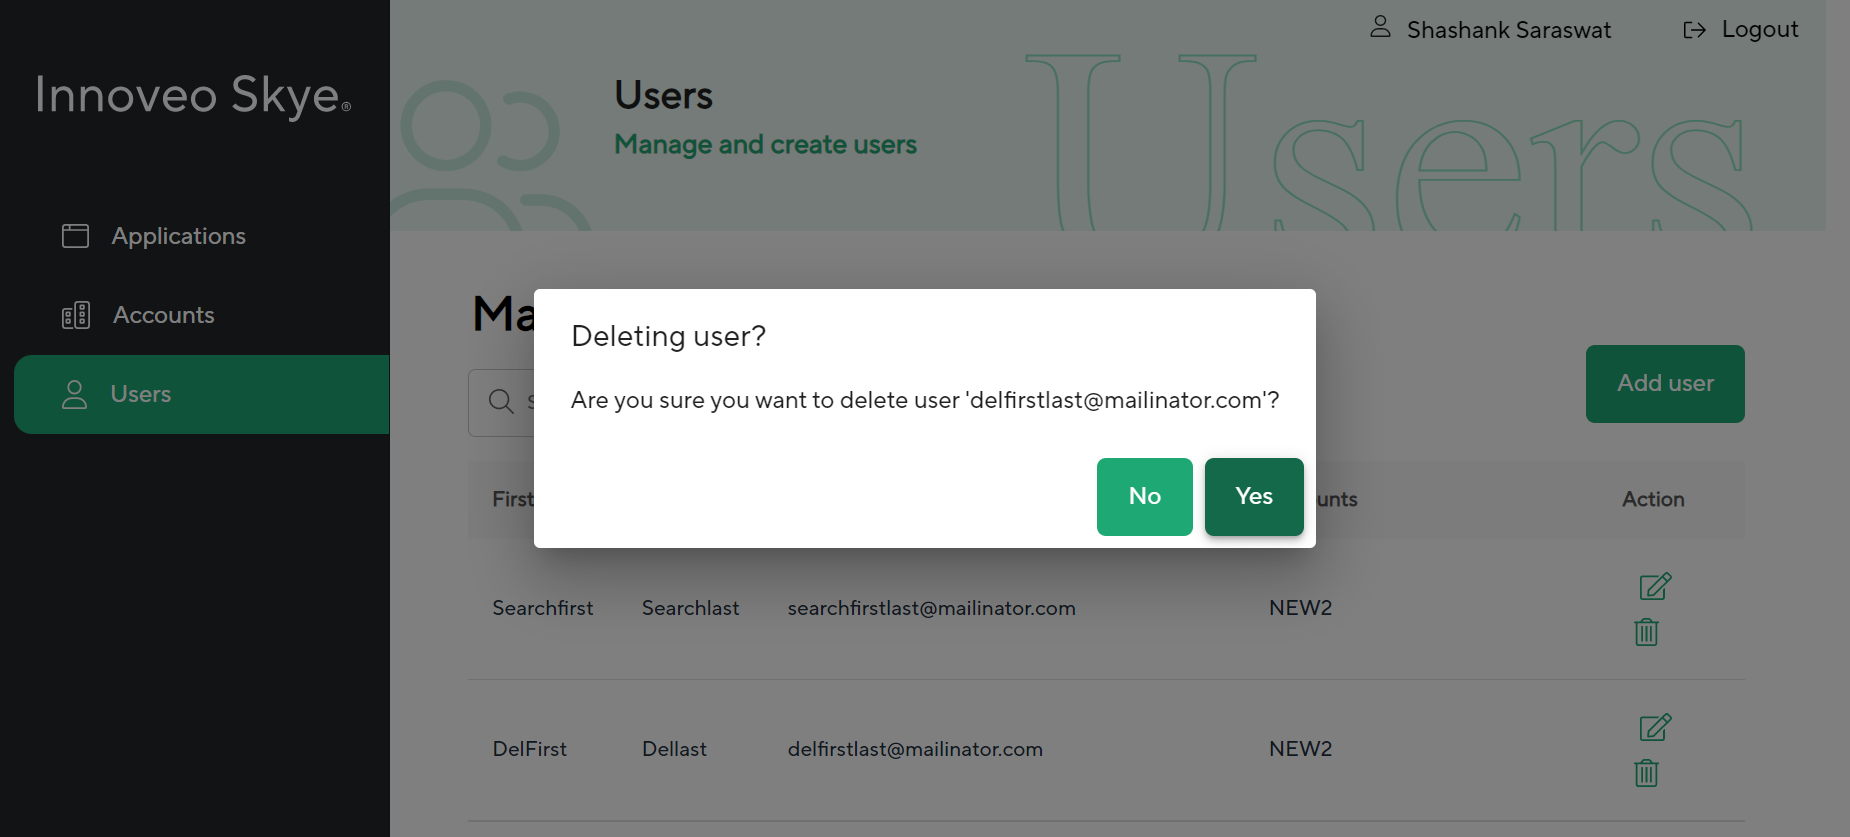 Shashank Saraswat
Logout
Innoveo Skye®
Users
Manage and create users
Users
Applications
Accounts
Users
Ma
Deleting user?
Are you sure you want to delete user 'delfirstlast@mailinator.com'?
No
Yes
Add user
First
unts
Action
Searchfirst Searchlast searchfirstlast@mailinator.com NEW2
DelFirst Dellast delfirstlast@mailinator.com NEW2